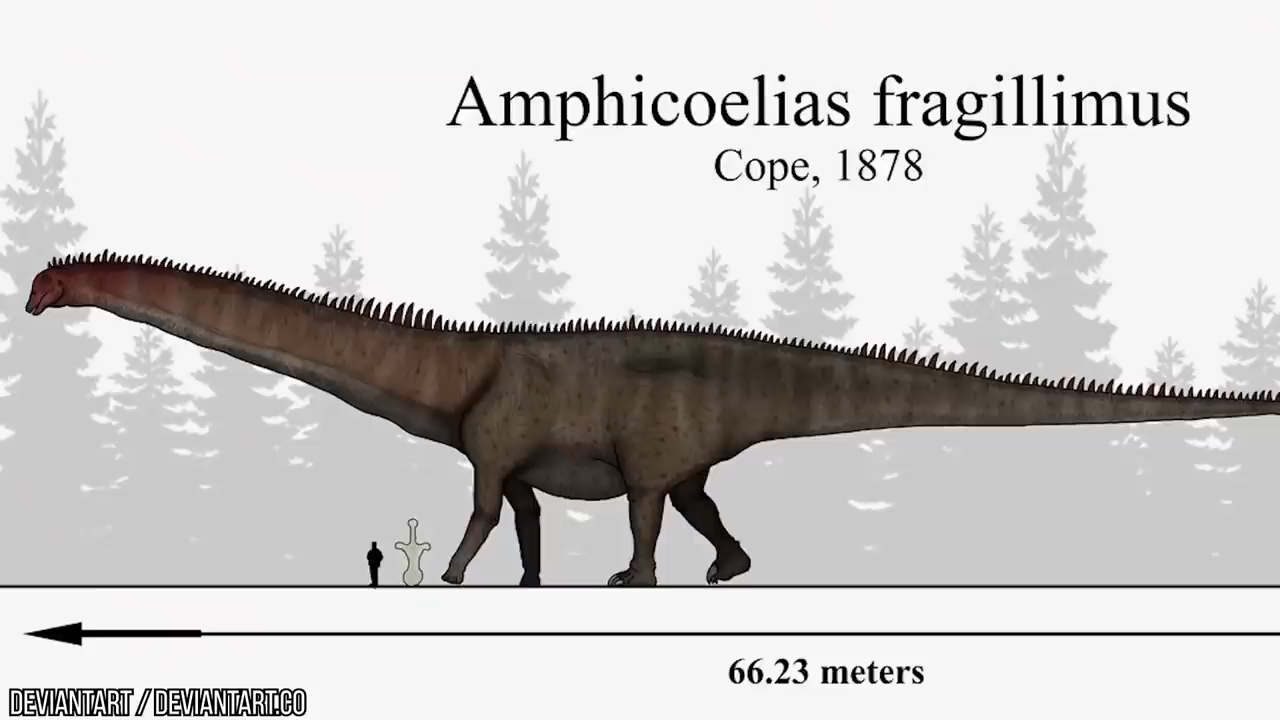 Amphicoelias fragillimus
Cope, 1878
66.23 meters
DEVIANTART / DEVIANTART.CO